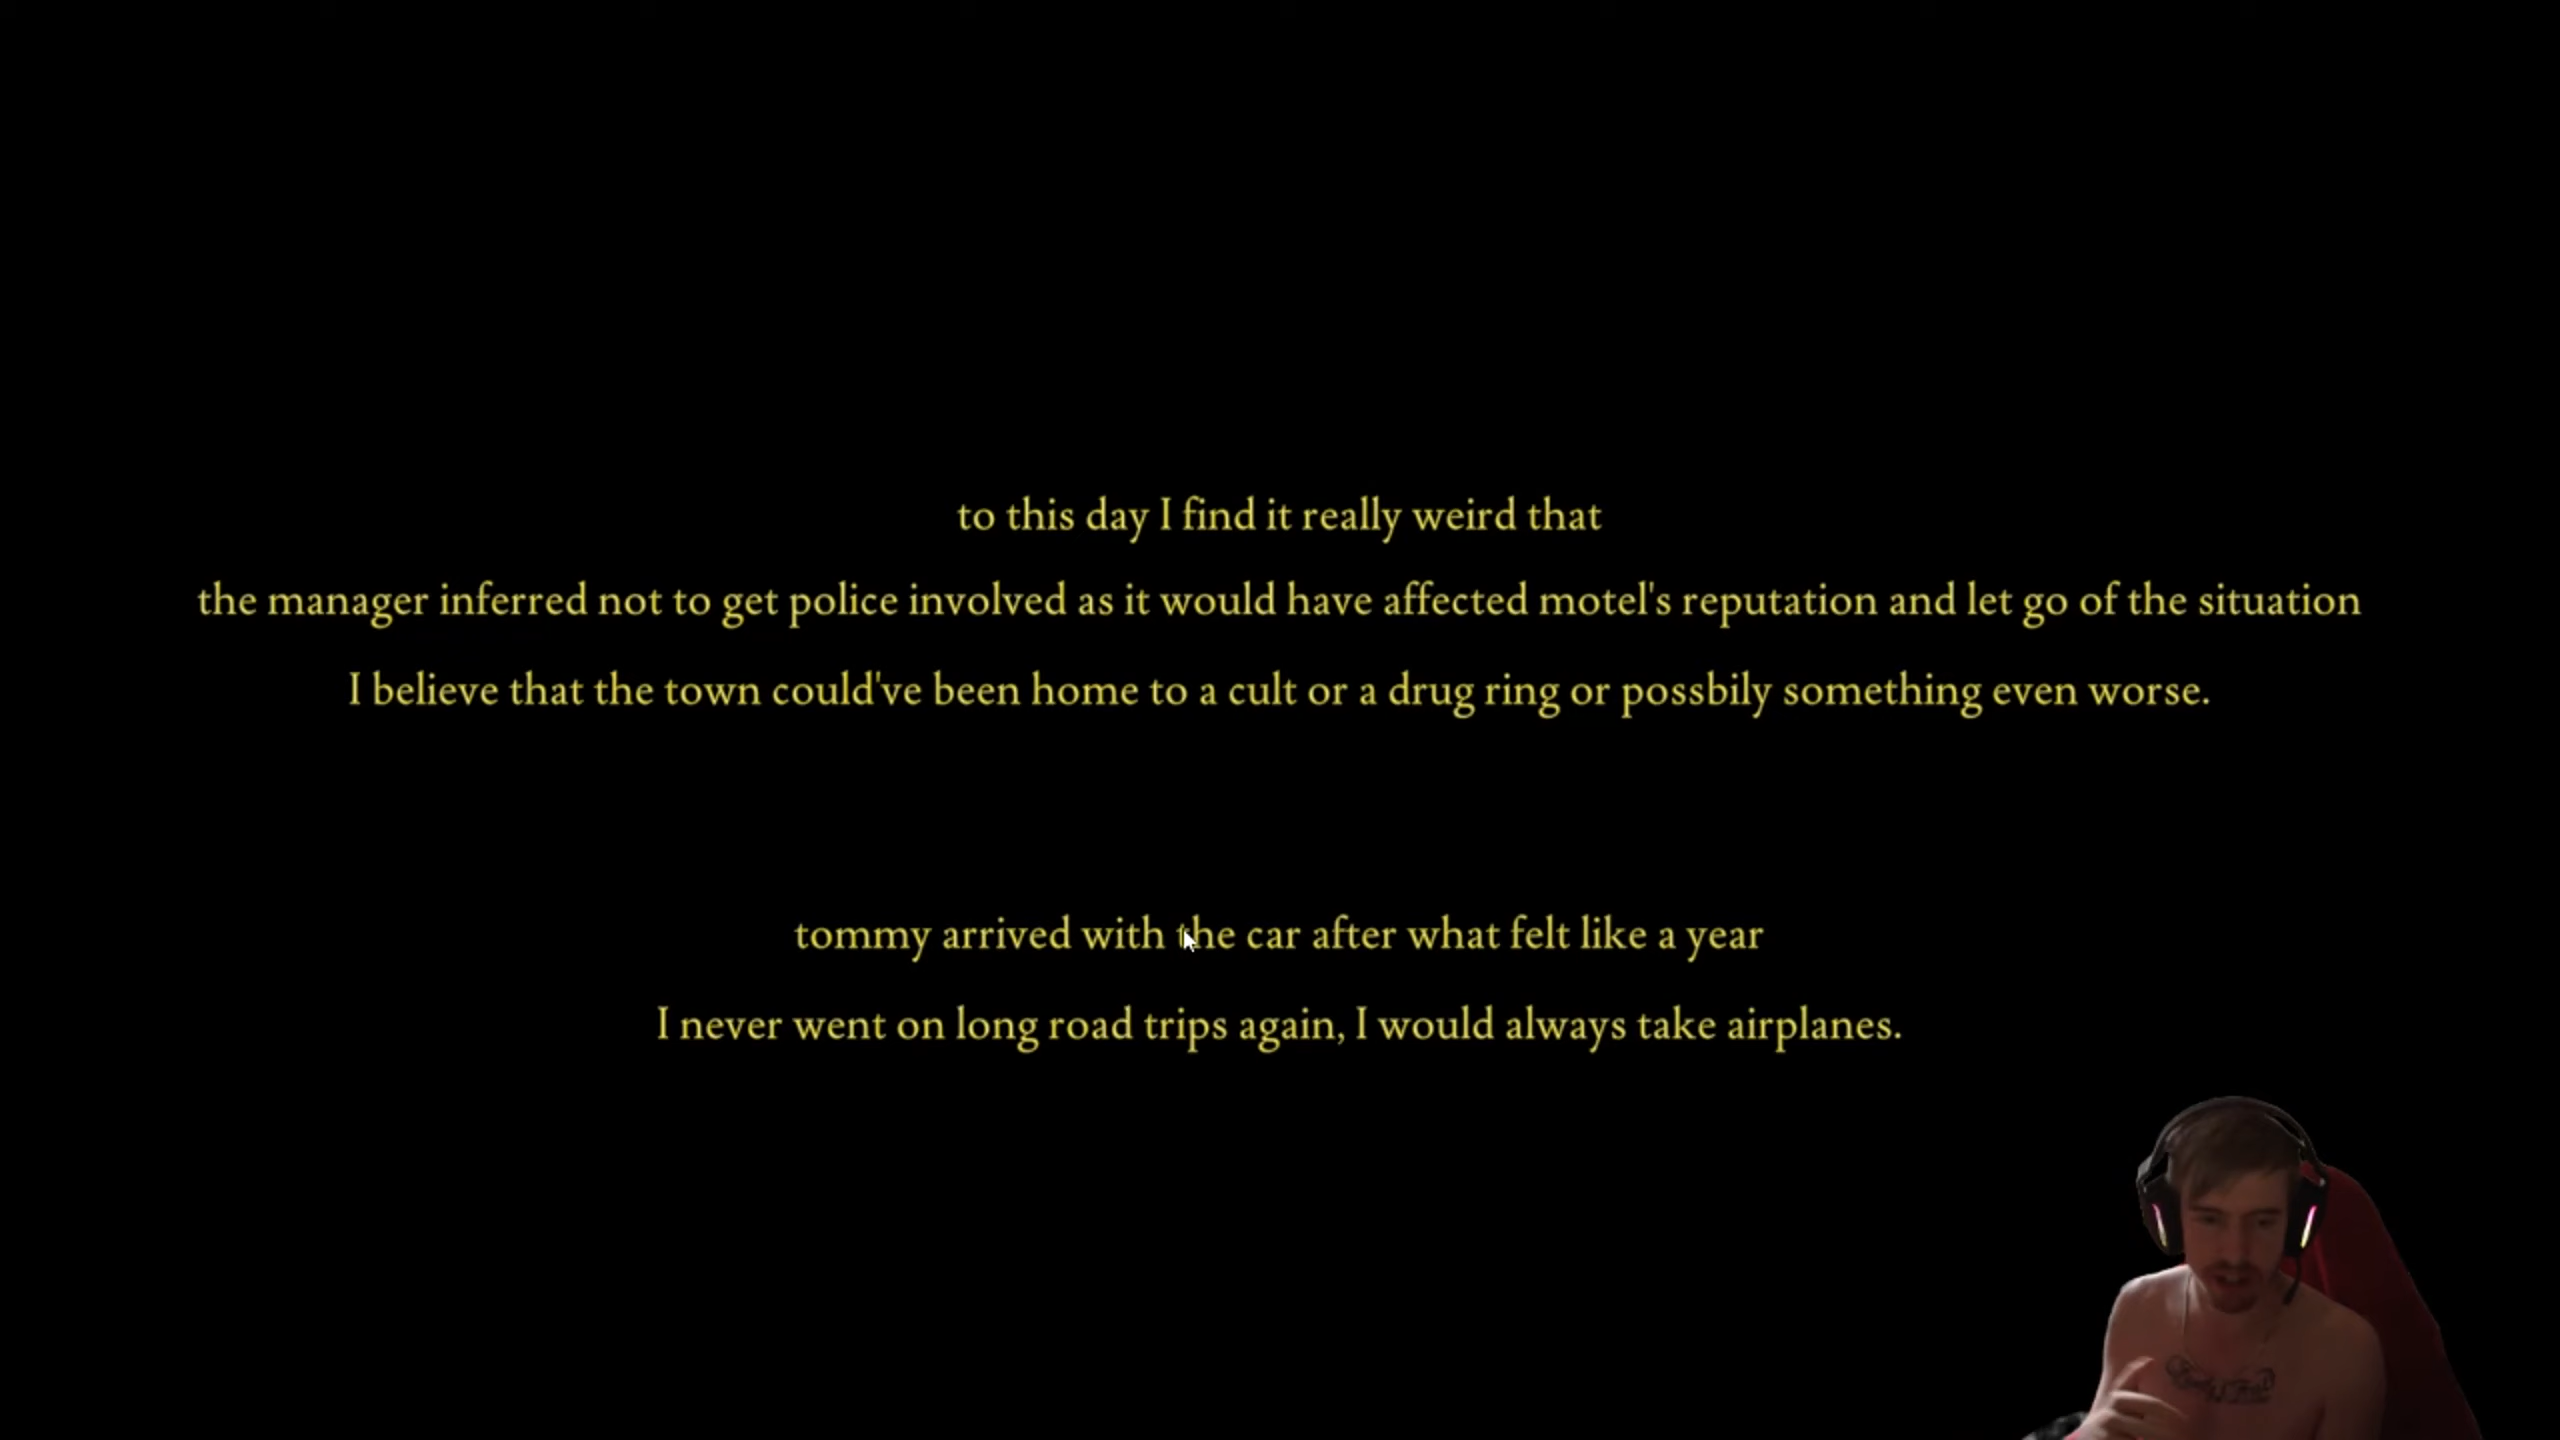 to this day I find it really weird that
the manager inferred not to get police involved as it would have affected motel's reputation and let go of the situation
I believe that the town could've been home to a cult or a drug ring or possbily something even worse.
tommy arrived with the car after what felt like a year
I never went on long road trips again, I would always take airplanes.